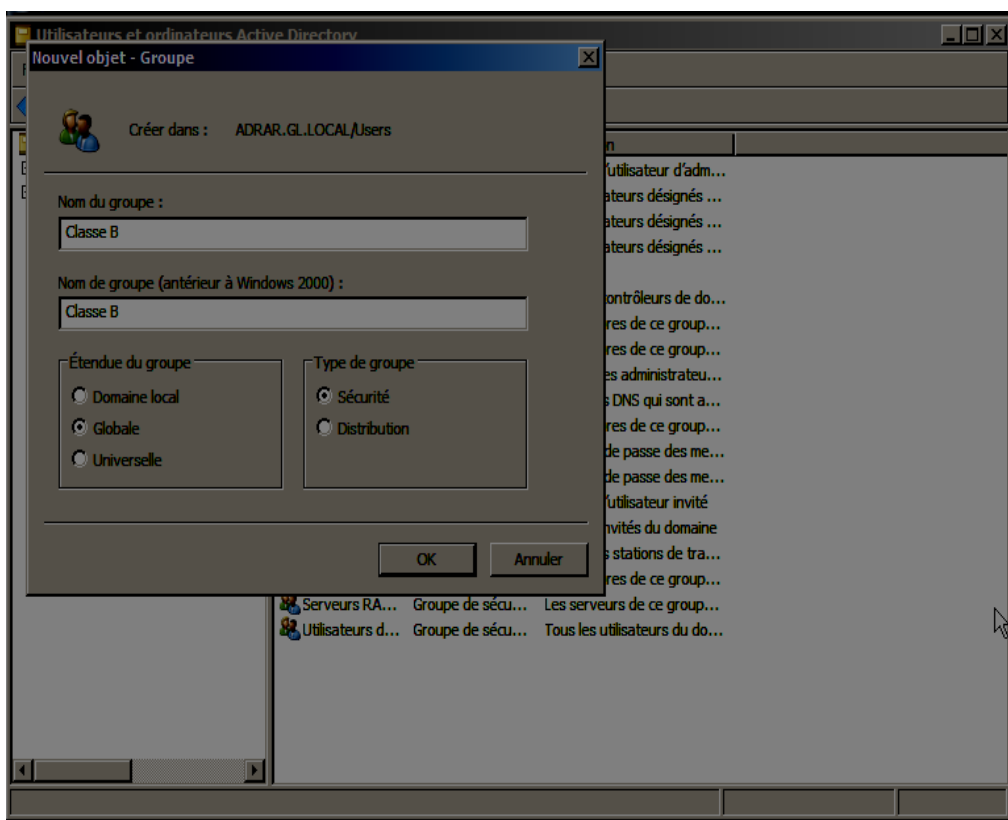 Utilisateurs et ordinateurs Active Directory
Nouvel objet - Groupe
Créer dans : ADRAR.GL.LOCAL/Users
Nom du groupe :
Classe B
Nom de groupe (antérieur à Windows 2000) :
Classe B
Étendue du groupe
Domaine local
Globale
Universelle
Type de groupe
Sécurité
Distribution
OK
Annuler
on
l'utilisateur d'adm...
ateurs désignés ...
ateurs désignés ...
ateurs désignés ...
contrôleurs de do...
res de ce group...
res de ce group...
es administrateu...
s DNS qui sont a...
res de ce group...
de passe des me...
de passe des me...
l'utilisateur invité
nvités du domaine
s stations de tra...
res de ce group...
Serveurs RA... Groupe de sécu... Les serveurs de ce group...
Utilisateurs d... Groupe de sécu... Tous les utilisateurs du do...